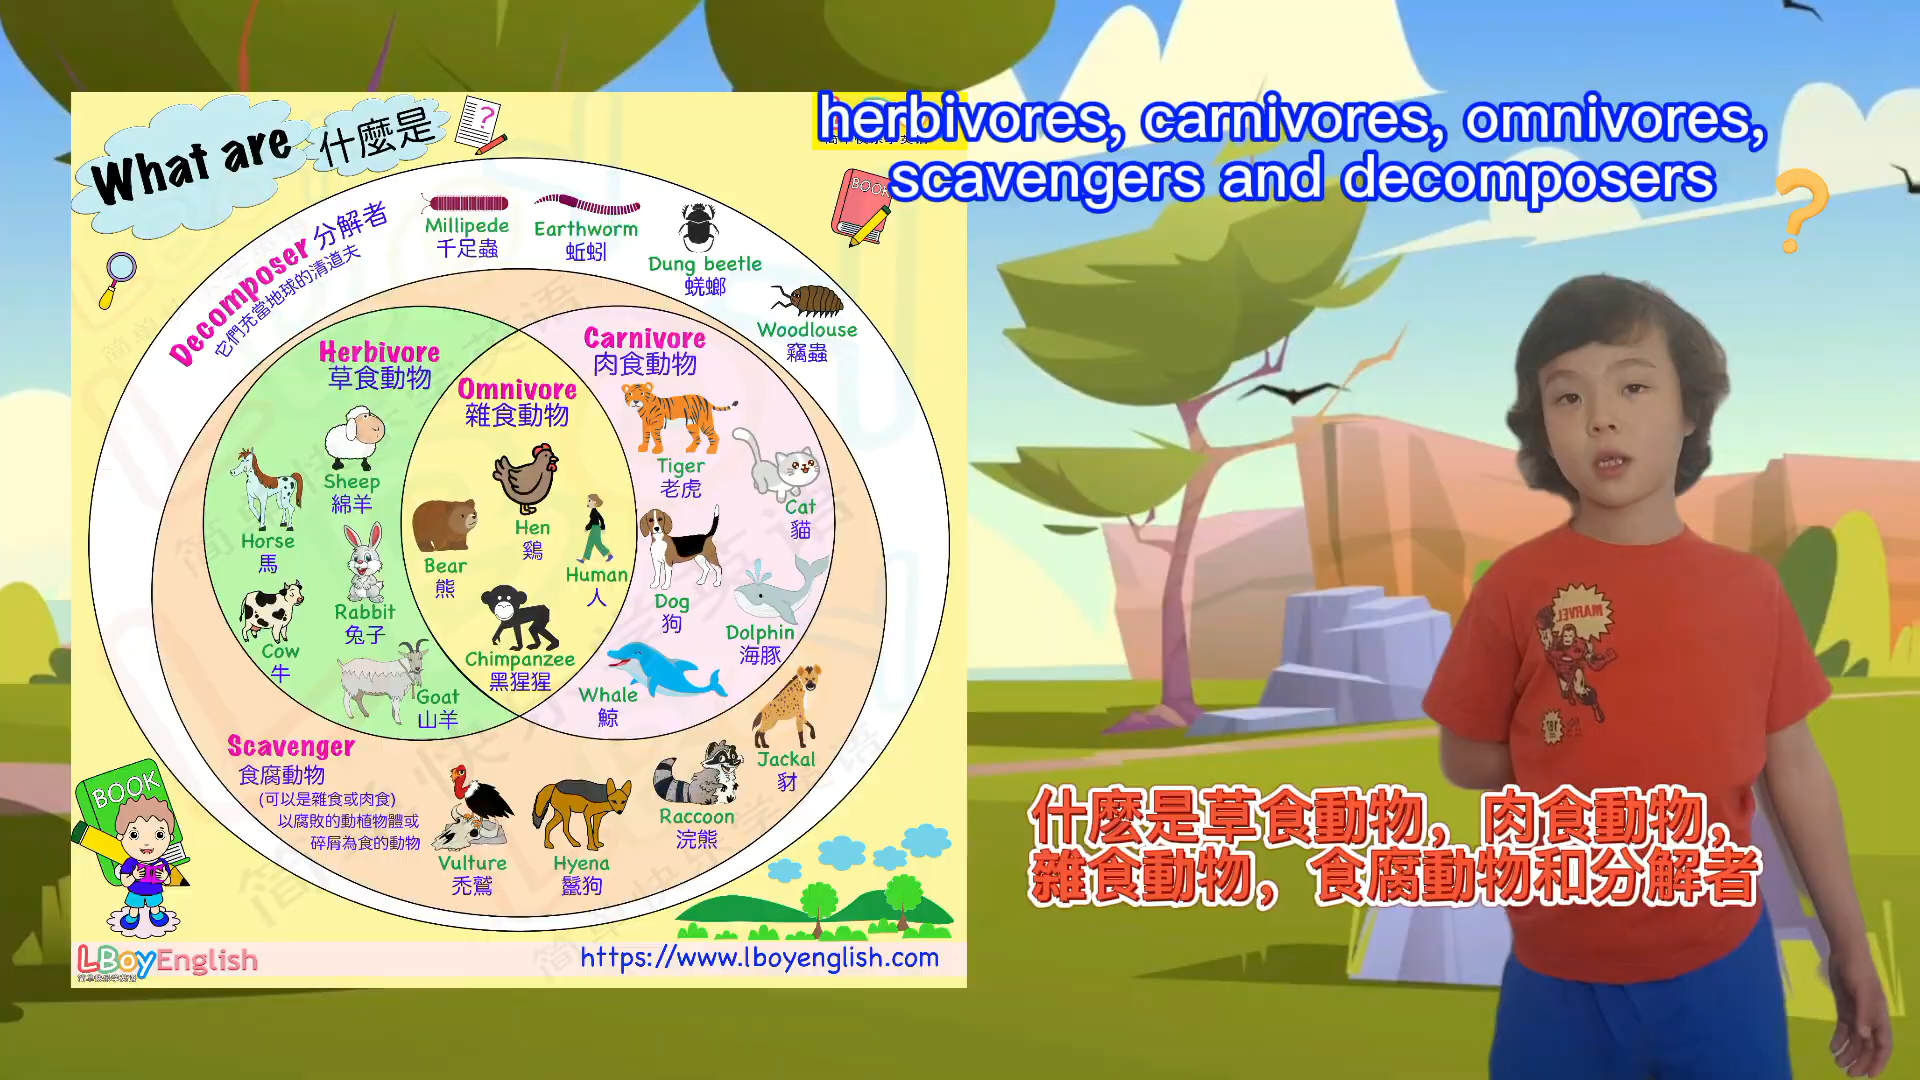 What are 什麼是
?
BOOK
herbivores, carnivores, omnivores,
scavengers and decomposers
?
Decomposer 分解者
它們充當地球的清道夫
Millipede
千足蟲
Earthworm
蚯蚓
Dung beetle
蜣螂
Woodlouse
竊蟲
Herbivore
草食動物
Sheep
綿羊
Horse
馬
Rabbit
兔子
Cow
牛
Goat
山羊
Omnivore
雜食動物
Hen
鷄
Bear
熊
Human
人
Chimpanzee
黑猩猩
Carnivore
肉食動物
Tiger
老虎
Cat
貓
Dog
狗
Dolphin
海豚
Whale
鯨
Scavenger
食腐動物
(可以是雜食或肉食)
以腐敗的動植物體或
碎屑為食的動物
Jackal
豺
Raccoon
浣熊
Vulture
禿鷲
Hyena
鬣狗
BOOK
LBoyEnglish
https://www.lboyenglish.com
MARVEL
什麽是草食動物，肉食動物，
雜食動物，食腐動物和分解者